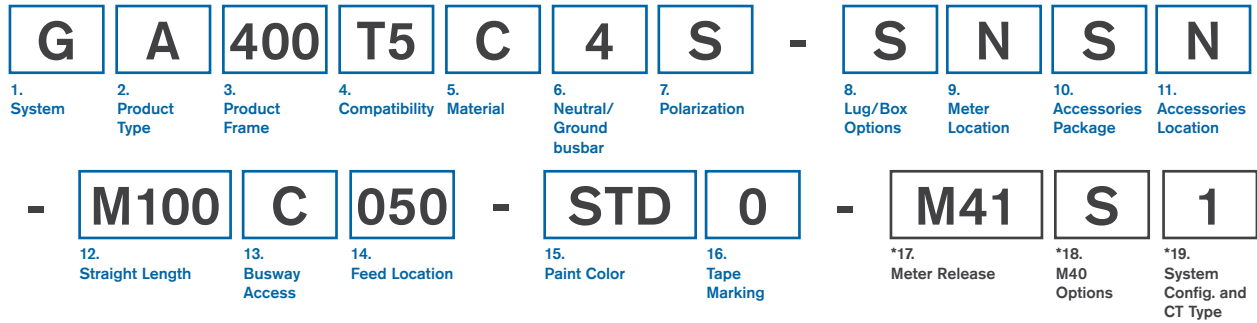 G A 400 T5 C 4 S - S N S N
1. 2. 3. 4. 5. 6. 7. 8. 9. 10. 11.
System Product Product Compatibility Material Neutral/ Polarization Lug/Box Meter Accessories Accessories
Type Frame Ground Options Location Package Location
busbar
- M100 C 050 - STD 0 - M41 S 1
12. 13. 14. 15. 16. *17. *18. *19.
Straight Length Busway Feed Location Paint Color Tape Meter Release M40 System
Access Marking Options Config. and
CT Type